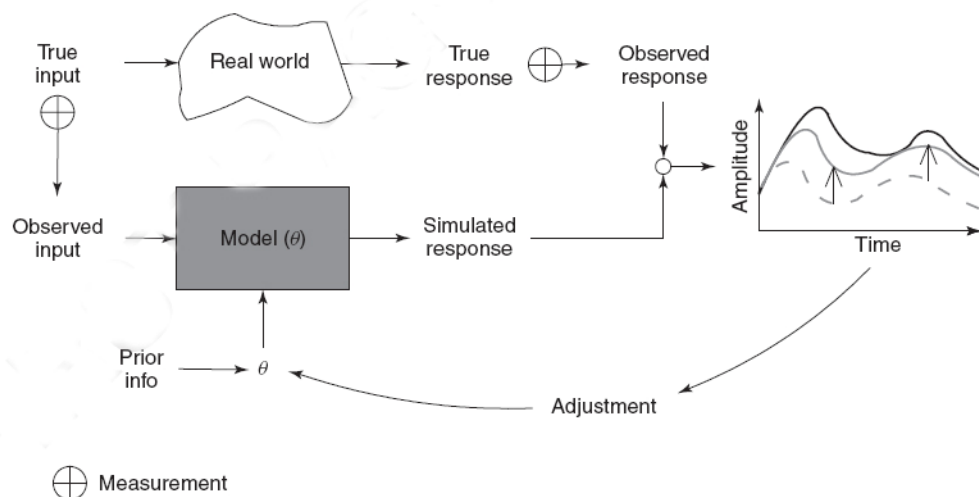 True
input
Real world
True
response
Observed
response
Amplitude
Time
Observed
input
Model (θ)
Simulated
response
Prior
info
θ
Adjustment
Measurement